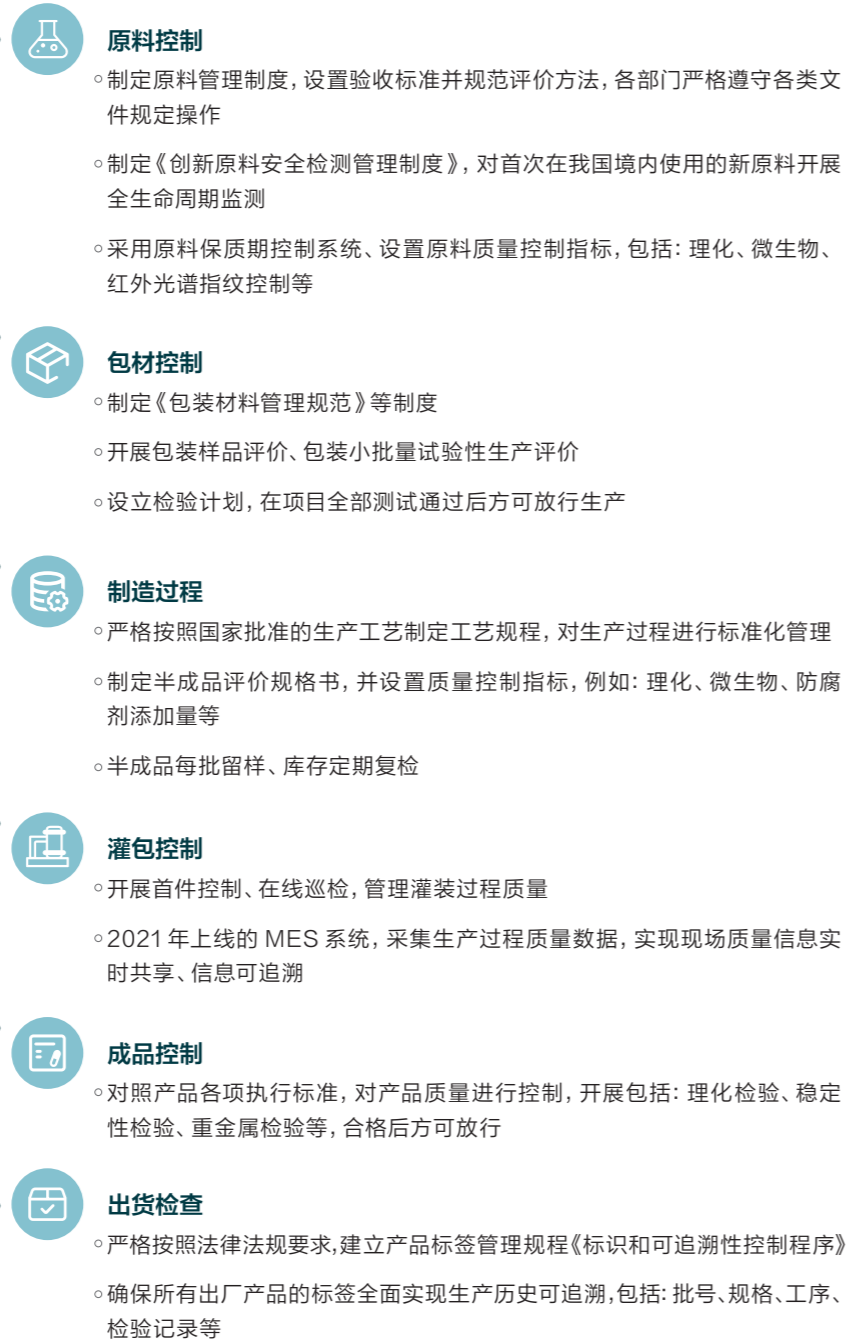 原料控制
○制定原料管理制度，设置验收标准并规范评价方法，各部门严格遵守各类文
件规定操作
○制定《创新原料安全检测管理制度》，对首次在我国境内使用的新原料开展
全生命周期监测
○采用原料保质期控制系统、设置原料质量控制指标，包括：理化、微生物、
红外光谱指纹控制等
包材控制
○制定《包装材料管理规范》等制度
○开展包装样品评价、包装小批量试验性生产评价
○设立检验计划，在项目全部测试通过后方可放行生产
制造过程
○严格按照国家批准的生产工艺制定工艺规程，对生产过程进行标准化管理
○制定半成品评价规格书，并设置质量控制指标，例如：理化、微生物、防腐
剂添加量等
○半成品每批留样、库存定期复检
灌包控制
○开展首件控制、在线巡检，管理灌装过程质量
○2021年上线的 MES 系统，采集生产过程质量数据，实现现场质量信息实
时共享、信息可追溯
成品控制
○对照产品各项执行标准，对产品质量进行控制，开展包括：理化检验、稳定
性检验、重金属检验等，合格后方可放行
出货检查
○严格按照法律法规要求,建立产品标签管理规程《标识和可追溯性控制程序》
○确保所有出厂产品的标签全面实现生产历史可追溯,包括：批号、规格、工序、
检验记录等